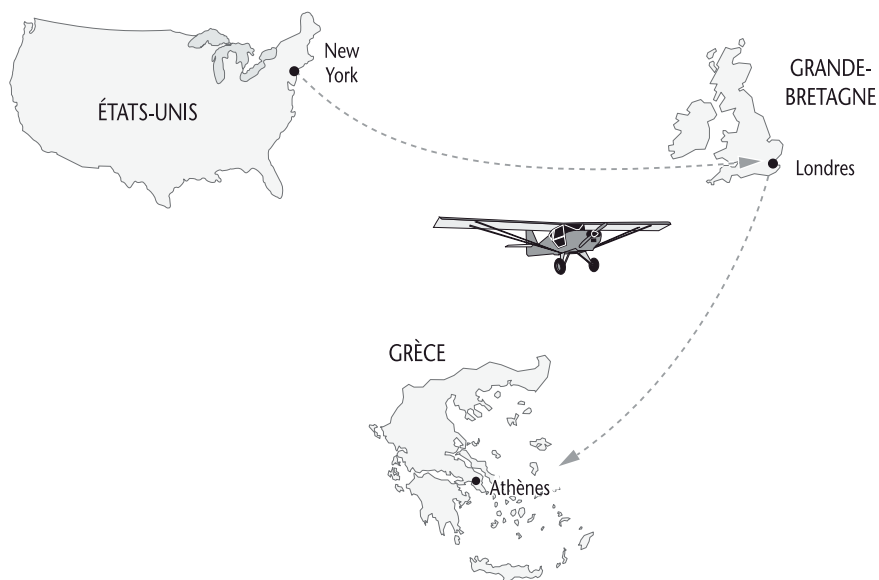 New
York
ÉTATS-UNIS
GRANDE-
BRETAGNE
Londres
GRÈCE
Athènes